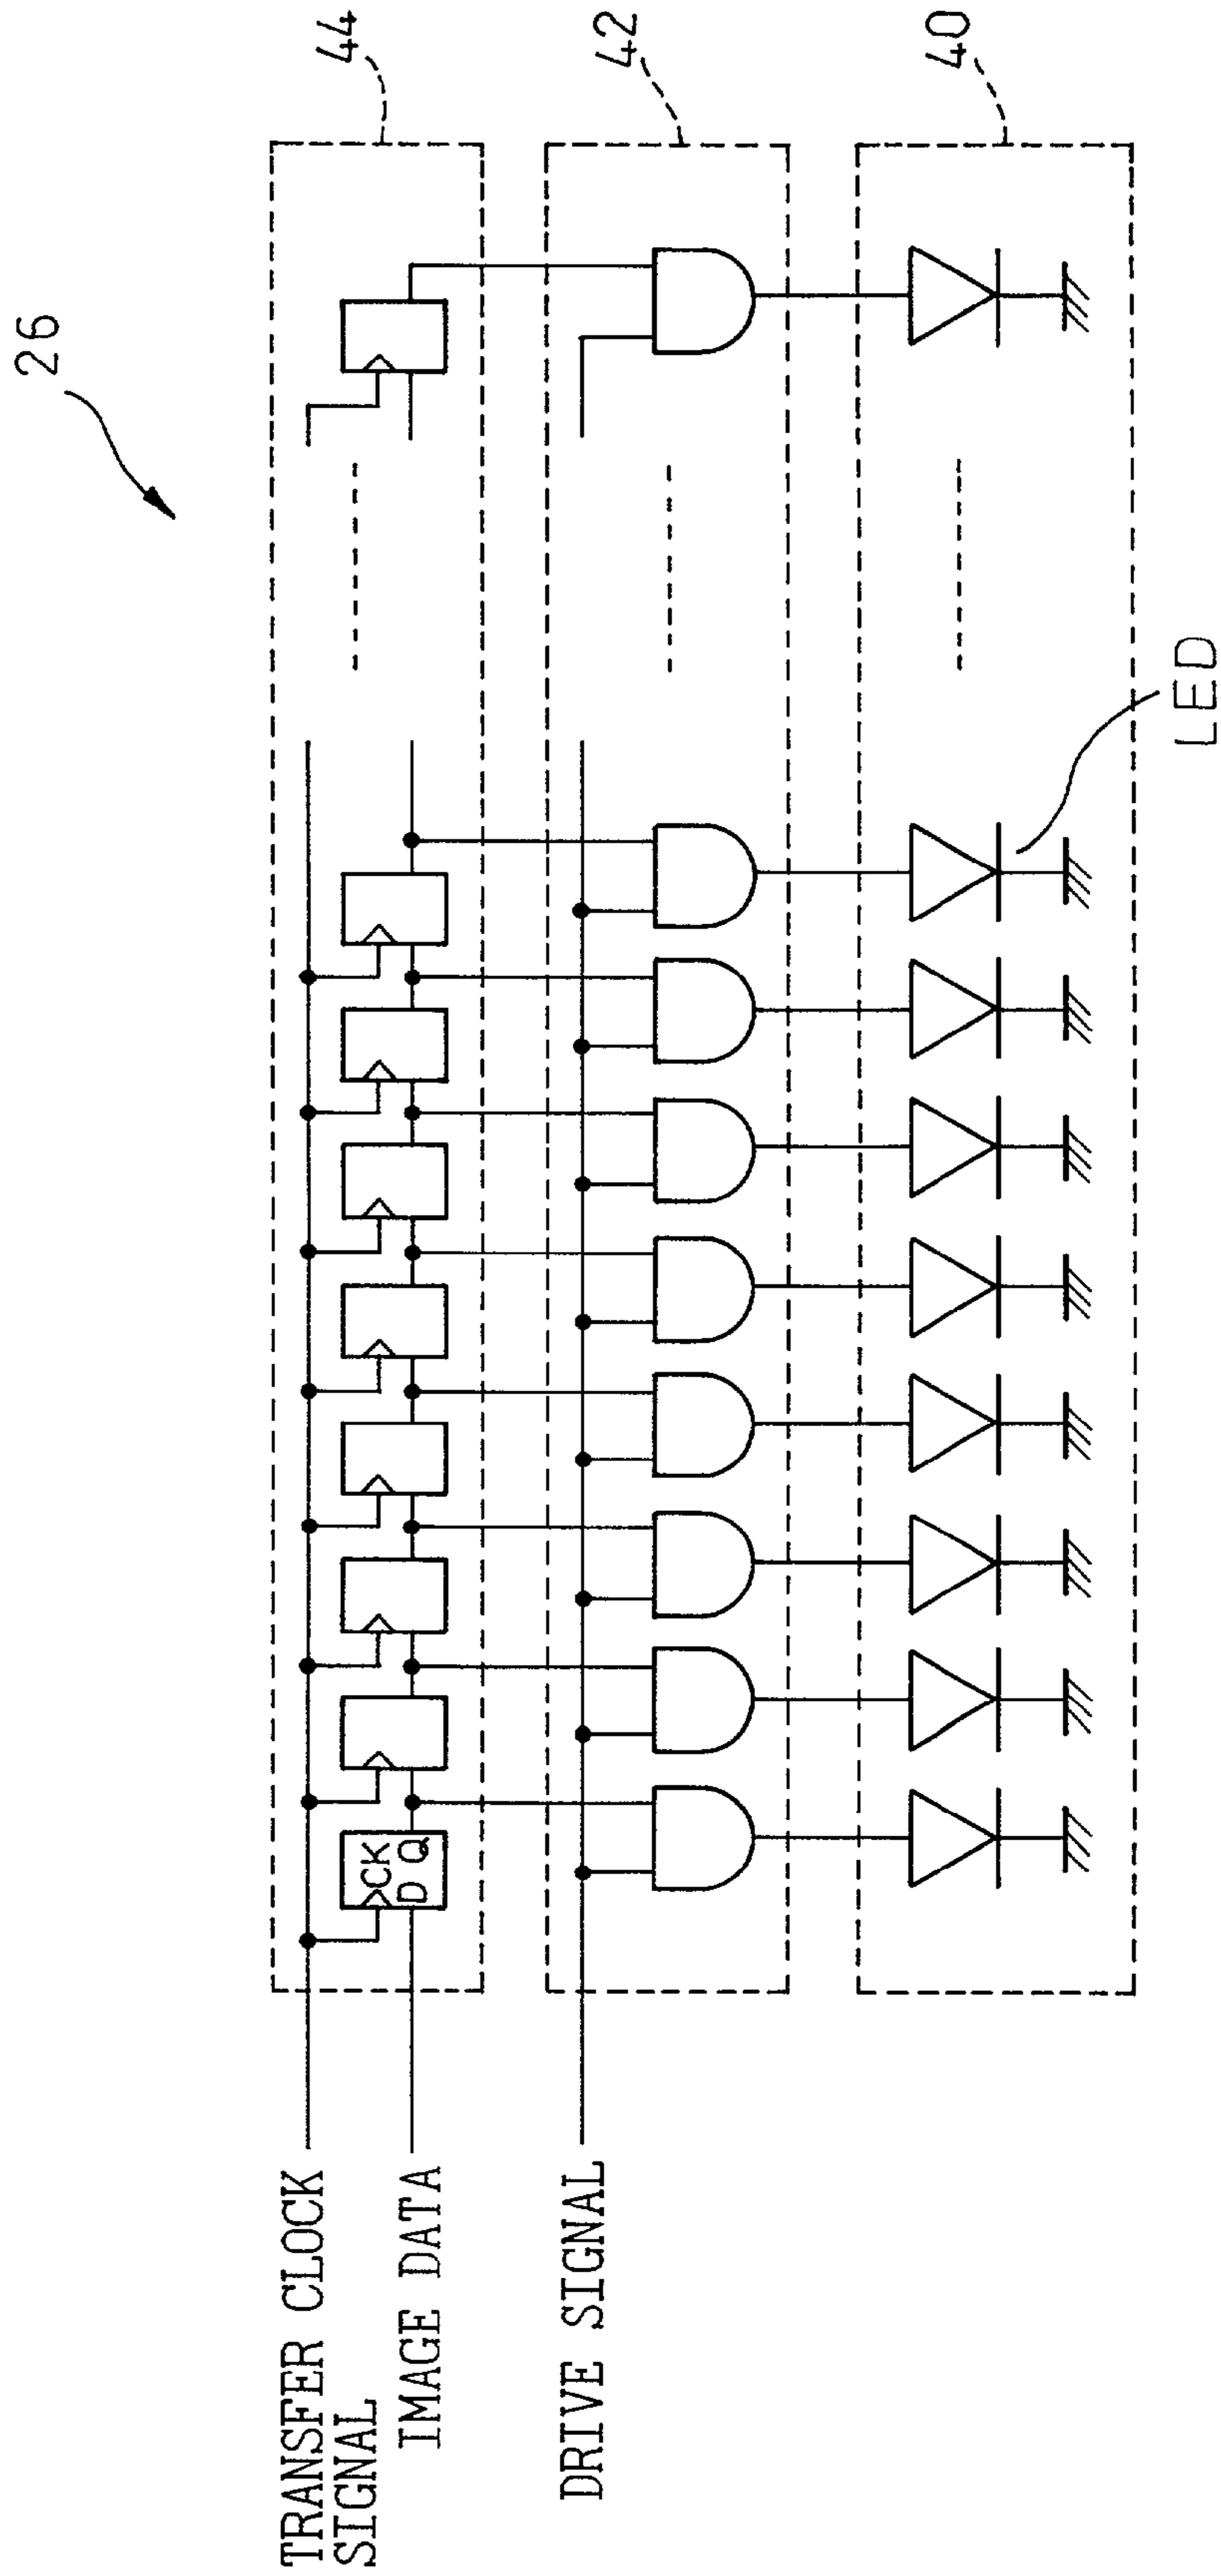 26
44
TRANSFER CLOCK
SIGNAL
CK
D Q
IMAGE DATA
42
DRIVE SIGNAL
40
LED